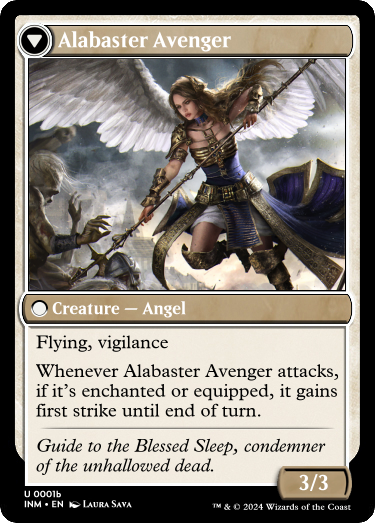 Alabaster Avenger
Creature — Angel
Flying, vigilance
Whenever Alabaster Avenger attacks,
if it's enchanted or equipped, it gains
first strike until end of turn.
Guide to the Blessed Sleep, condemner
of the unhallowed dead.
3/3
U 0001b
INM • EN Laura Sava
™ & © 2024 Wizards of the Coast